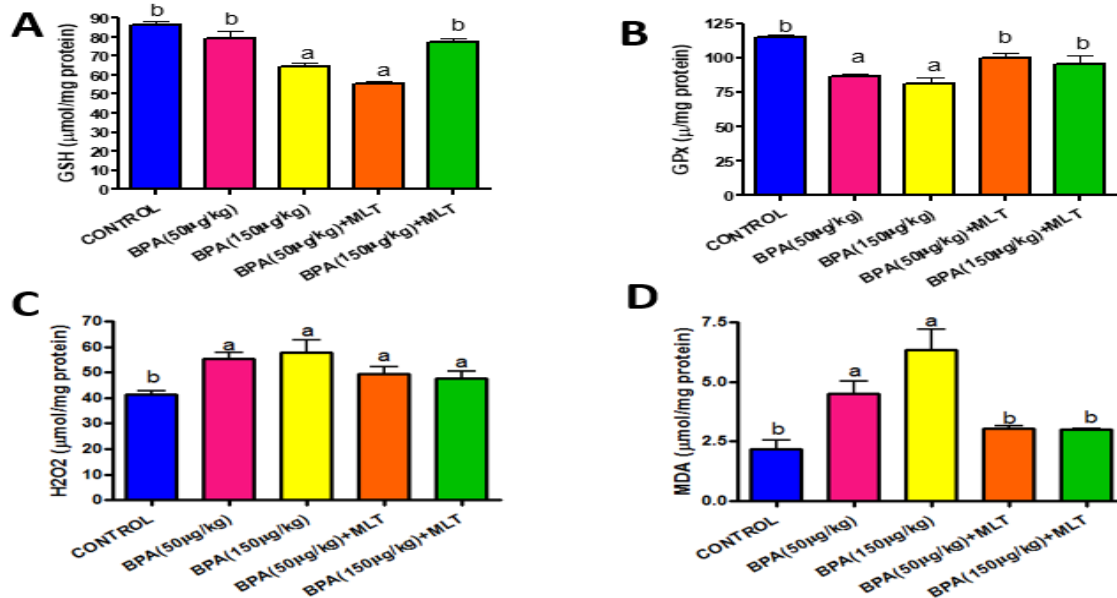 A
GSH (µmol/mg protein)
90
80
70
60
50
40
30
20
10
0
b
b
a
a
b
CONTROL
BPA(50µg/kg)
BPA(150µg/kg)
BPA(50µg/kg)+MLT
BPA(150µg/kg)+MLT
B
GPx (µ/mg protein)
125
100
75
50
25
0
b
a
a
b
b
CONTROL
BPA(50µg/kg)
BPA(150µg/kg)
BPA(50µg/kg)+MLT
BPA(150µg/kg)+MLT
C
H2O2 (µmol/mg protein)
70
60
50
40
30
20
10
0
b
a
a
a
a
CONTROL
BPA(50µg/kg)
BPA(150µg/kg)
BPA(50µg/kg)+MLT
BPA(150µg/kg)+MLT
D
MDA (µmol/mg protein)
7.5
5.0
2.5
0.0
b
a
a
b
b
CONTROL
BPA(50µg/kg)
BPA(150µg/kg)
BPA(50µg/kg)+MLT
BPA(150µg/kg)+MLT